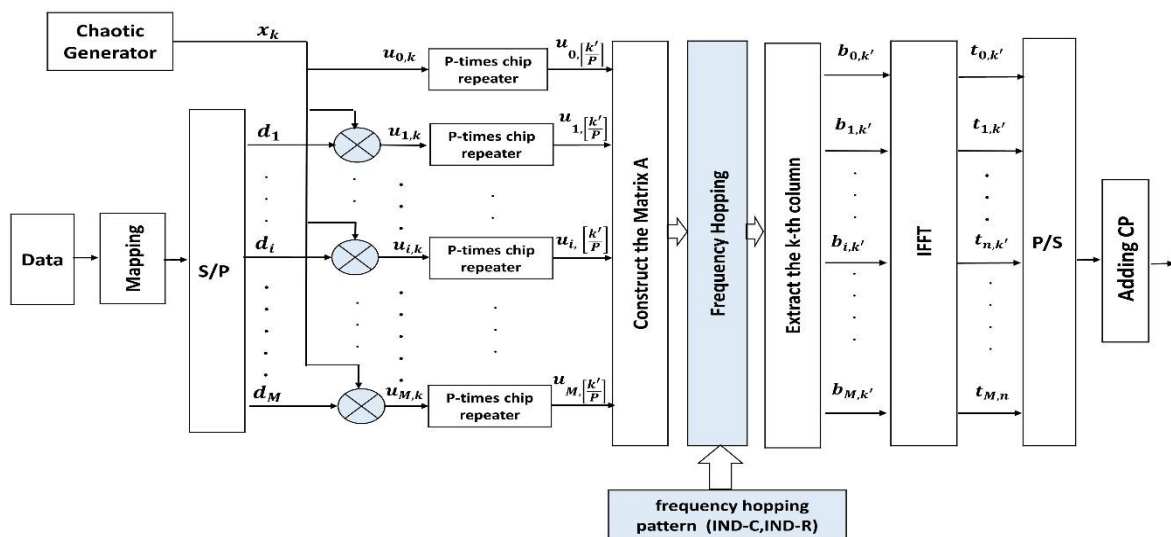 Chaotic
Generator
x_k
u_{0,k}
P-times chip
repeater
u_{0,[k'/P]}
d_1
u_{1,k}
P-times chip
repeater
u_{1,[k'/P]}
Data
Mapping
S/P
d_i
u_{i,k}
P-times chip
repeater
u_{i,[k'/P]}
d_M
u_{M,k}
P-times chip
repeater
u_{M,[k'/P]}
Construct the Matrix A
Frequency Hopping
frequency hopping
pattern (IND-C,IND-R)
Extract the k-th column
b_{0,k'}
b_{1,k'}
b_{i,k'}
b_{M,k'}
IFFT
t_{0,k'}
t_{1,k'}
t_{n,k'}
t_{M,n}
P/S
Adding CP